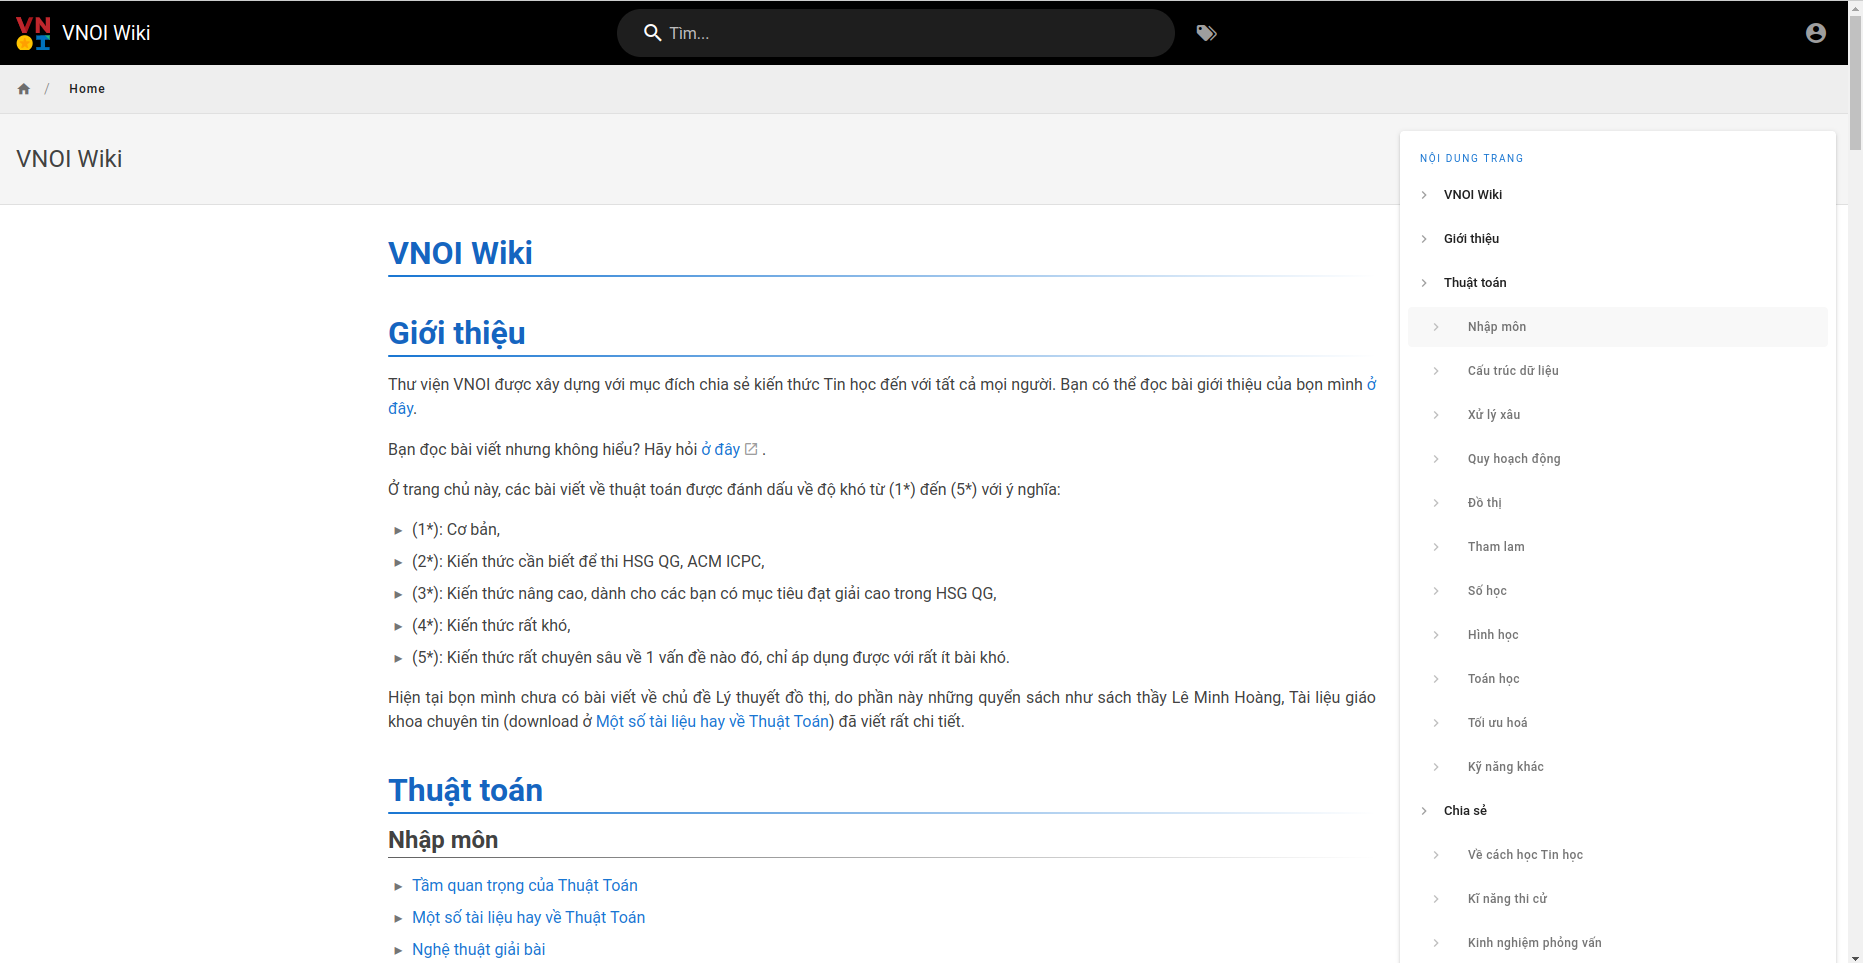 VNOI Wiki
Tìm...
/ Home
VNOI Wiki
NỘI DUNG TRANG
VNOI Wiki
Giới thiệu
Thuật toán
Nhập môn
Cấu trúc dữ liệu
Xử lý xâu
Quy hoạch động
Đồ thị
Tham lam
Số học
Hình học
Toán học
Tối ưu hoá
Kỹ năng khác
Chia sẻ
Về cách học Tin học
Kĩ năng thi cử
Kinh nghiệm phỏng vấn
VNOI Wiki
Giới thiệu
Thư viện VNOI được xây dựng với mục đích chia sẻ kiến thức Tin học đến với tất cả mọi người. Bạn có thể đọc bài giới thiệu của bọn mình ở
đây.
Bạn đọc bài viết nhưng không hiểu? Hãy hỏi ở đây .
Ở trang chủ này, các bài viết về thuật toán được đánh dấu về độ khó từ (1*) đến (5*) với ý nghĩa:
(1*): Cơ bản,
(2*): Kiến thức cần biết để thi HSG QG, ACM ICPC,
(3*): Kiến thức nâng cao, dành cho các bạn có mục tiêu đạt giải cao trong HSG QG,
(4*): Kiến thức rất khó,
(5*): Kiến thức rất chuyên sâu về 1 vấn đề nào đó, chỉ áp dụng được với rất ít bài khó.
Hiện tại bọn mình chưa có bài viết về chủ đề Lý thuyết đồ thị, do phần này những quyển sách như sách thầy Lê Minh Hoàng, Tài liệu giáo
khoa chuyên tin (download ở Một số tài liệu hay về Thuật Toán) đã viết rất chi tiết.
Thuật toán
Nhập môn
Tầm quan trọng của Thuật Toán
Một số tài liệu hay về Thuật Toán
Nghệ thuật giải bài